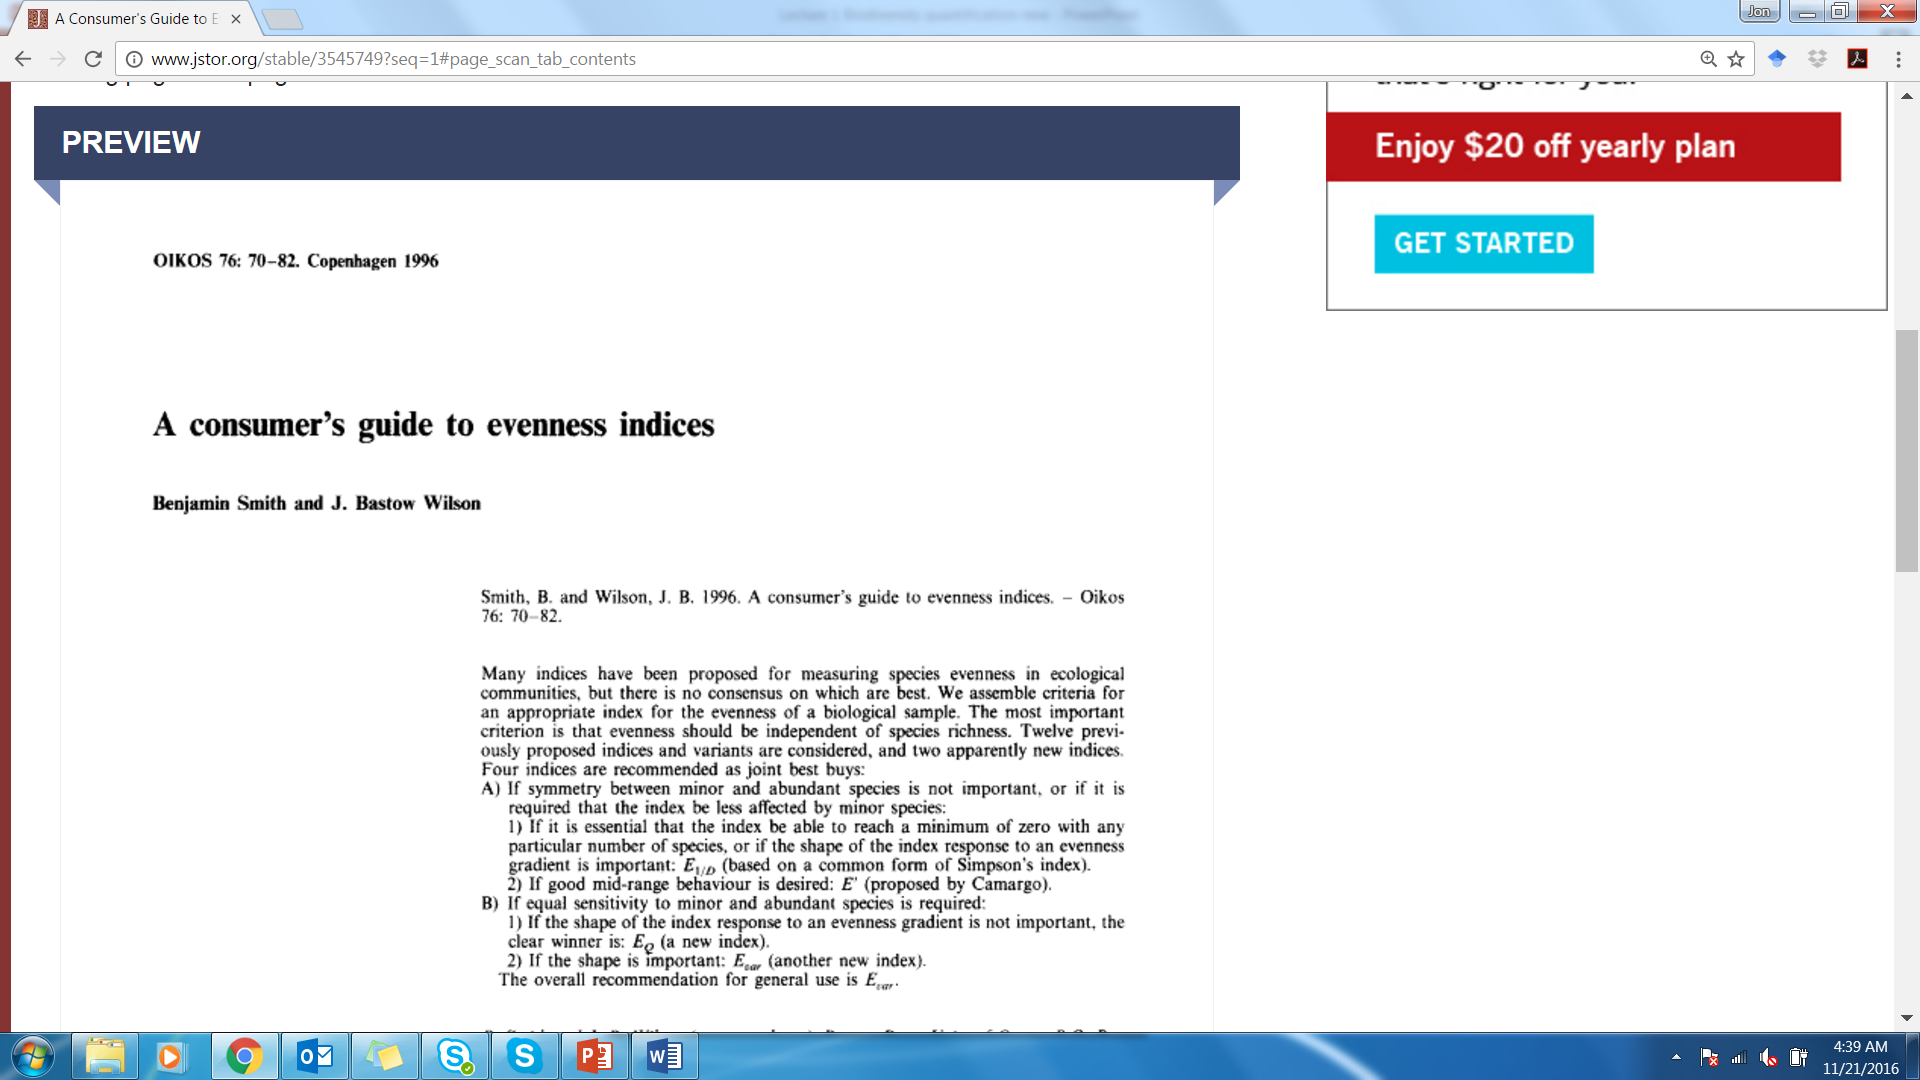 Lecture 1 Biodiversity quantification new - PowerPoint
Jon
A Consumer's Guide to E
www.jstor.org/stable/3545749?seq=1#page_scan_tab_contents
that's right for you.
PREVIEW
Enjoy $20 off yearly plan
GET STARTED
OIKOS 76: 70–82. Copenhagen 1996
A consumer's guide to evenness indices
Benjamin Smith and J. Bastow Wilson
Smith, B. and Wilson, J. B. 1996. A consumer's guide to evenness indices. – Oikos
76: 70–82.
Many indices have been proposed for measuring species evenness in ecological
communities, but there is no consensus on which are best. We assemble criteria for
an appropriate index for the evenness of a biological sample. The most important
criterion is that evenness should be independent of species richness. Twelve previ-
ously proposed indices and variants are considered, and two apparently new indices.
Four indices are recommended as joint best buys:
A) If symmetry between minor and abundant species is not important, or if it is
required that the index be less affected by minor species:
1) If it is essential that the index be able to reach a minimum of zero with any
particular number of species, or if the shape of the index response to an evenness
gradient is important: E1/D (based on a common form of Simpson's index).
2) If good mid-range behaviour is desired: E' (proposed by Camargo).
B) If equal sensitivity to minor and abundant species is required:
1) If the shape of the index response to an evenness gradient is not important, the
clear winner is: EQ (a new index).
2) If the shape is important: Evar (another new index).
The overall recommendation for general use is Evar.
4:39 AM
11/21/2016